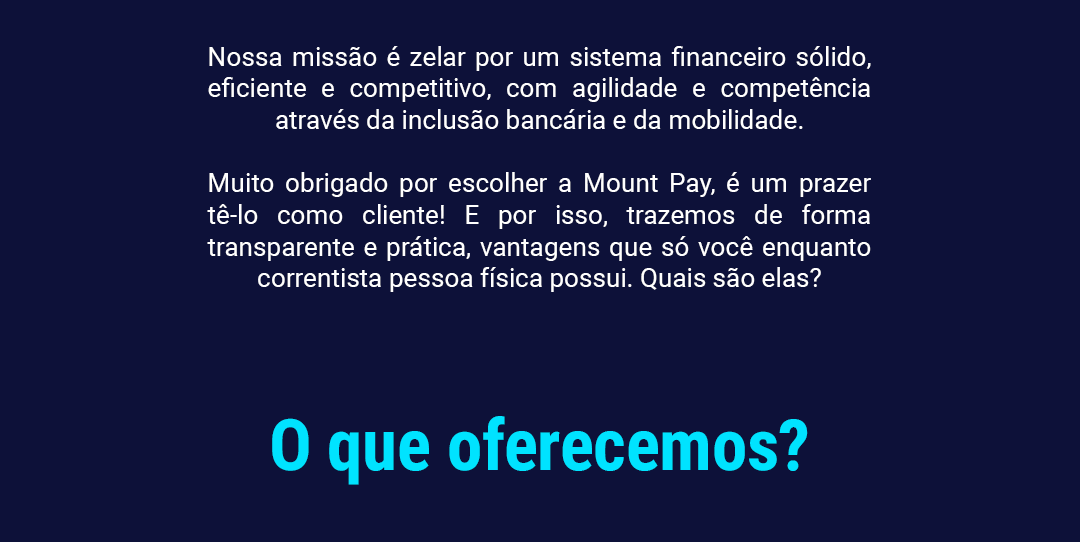 Nossa missão é zelar por um sistema financeiro sólido,
eficiente e competitivo, com agilidade e competência
através da inclusão bancária e da mobilidade.
Muito obrigado por escolher a Mount Pay, é um prazer
tê-lo como cliente! E por isso, trazemos de forma
transparente e prática, vantagens que só você enquanto
correntista pessoa física possui. Quais são elas?
O que oferecemos?